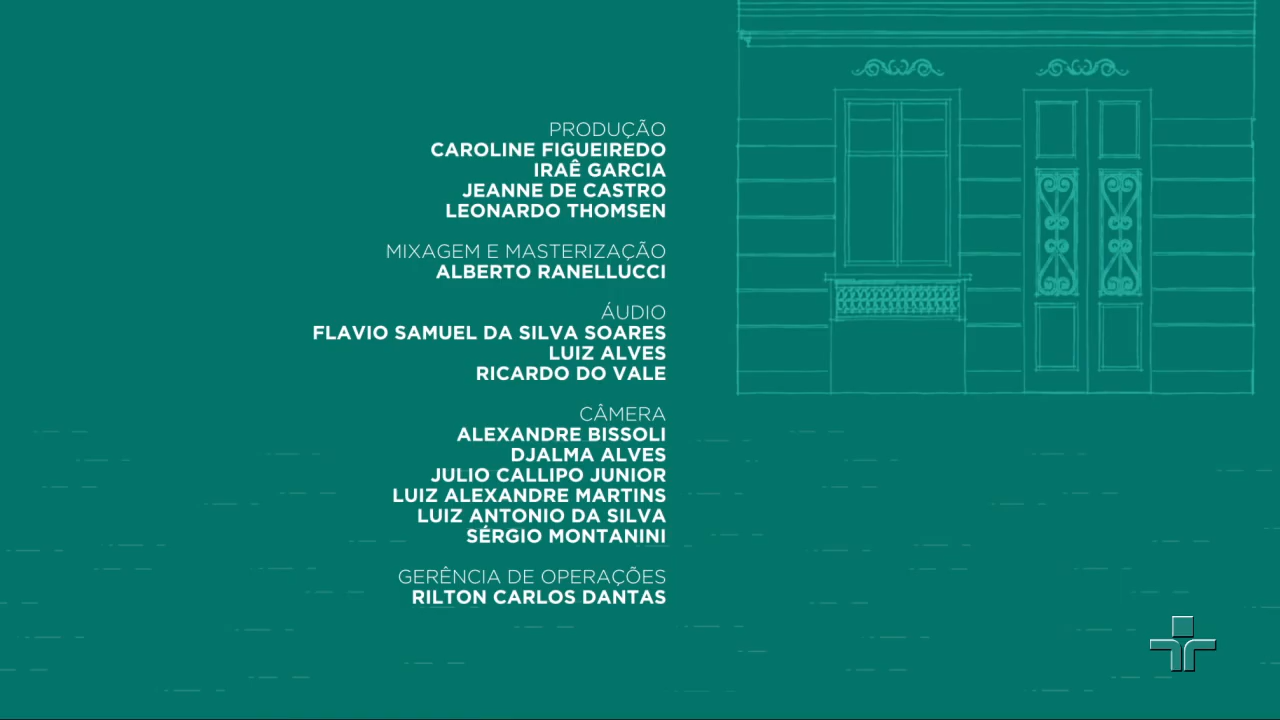 PRODUÇÃO
CAROLINE FIGUEIREDO
IRAÊ GARCIA
JEANNE DE CASTRO
LEONARDO THOMSEN
MIXAGEM E MASTERIZAÇÃO
ALBERTO RANELLUCCI
ÁUDIO
FLAVIO SAMUEL DA SILVA SOARES
LUIZ ALVES
RICARDO DO VALE
CÂMERA
ALEXANDRE BISSOLI
DJALMA ALVES
JULIO CALLIPO JUNIOR
LUIZ ALEXANDRE MARTINS
LUIZ ANTONIO DA SILVA
SÉRGIO MONTANINI
GERÊNCIA DE OPERAÇÕES
RILTON CARLOS DANTAS